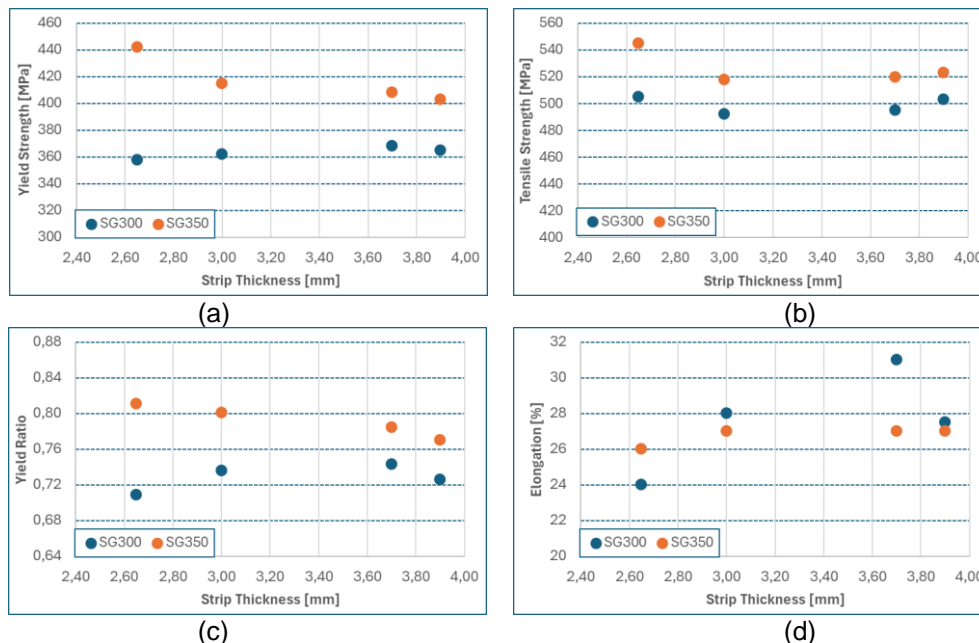 460
440
420
400
380
360
340
320
300
Yield Strength [MPa]
SG300 SG350
2,40 2,60 2,80 3,00 3,20 3,40 3,60 3,80 4,00
Strip Thickness [mm]
(a)
560
540
520
500
480
460
440
420
400
Tensile Strength [MPa]
SG300 SG350
2,40 2,60 2,80 3,00 3,20 3,40 3,60 3,80 4,00
Strip Thickness [mm]
(b)
0,88
0,84
0,80
0,76
0,72
0,68
0,64
Yield Ratio
SG300 SG350
2,40 2,60 2,80 3,00 3,20 3,40 3,60 3,80 4,00
Strip Thickness [mm]
(c)
32
30
28
26
24
22
20
Elongation [%]
SG300 SG350
2,40 2,60 2,80 3,00 3,20 3,40 3,60 3,80 4,00
Strip Thickness [mm]
(d)